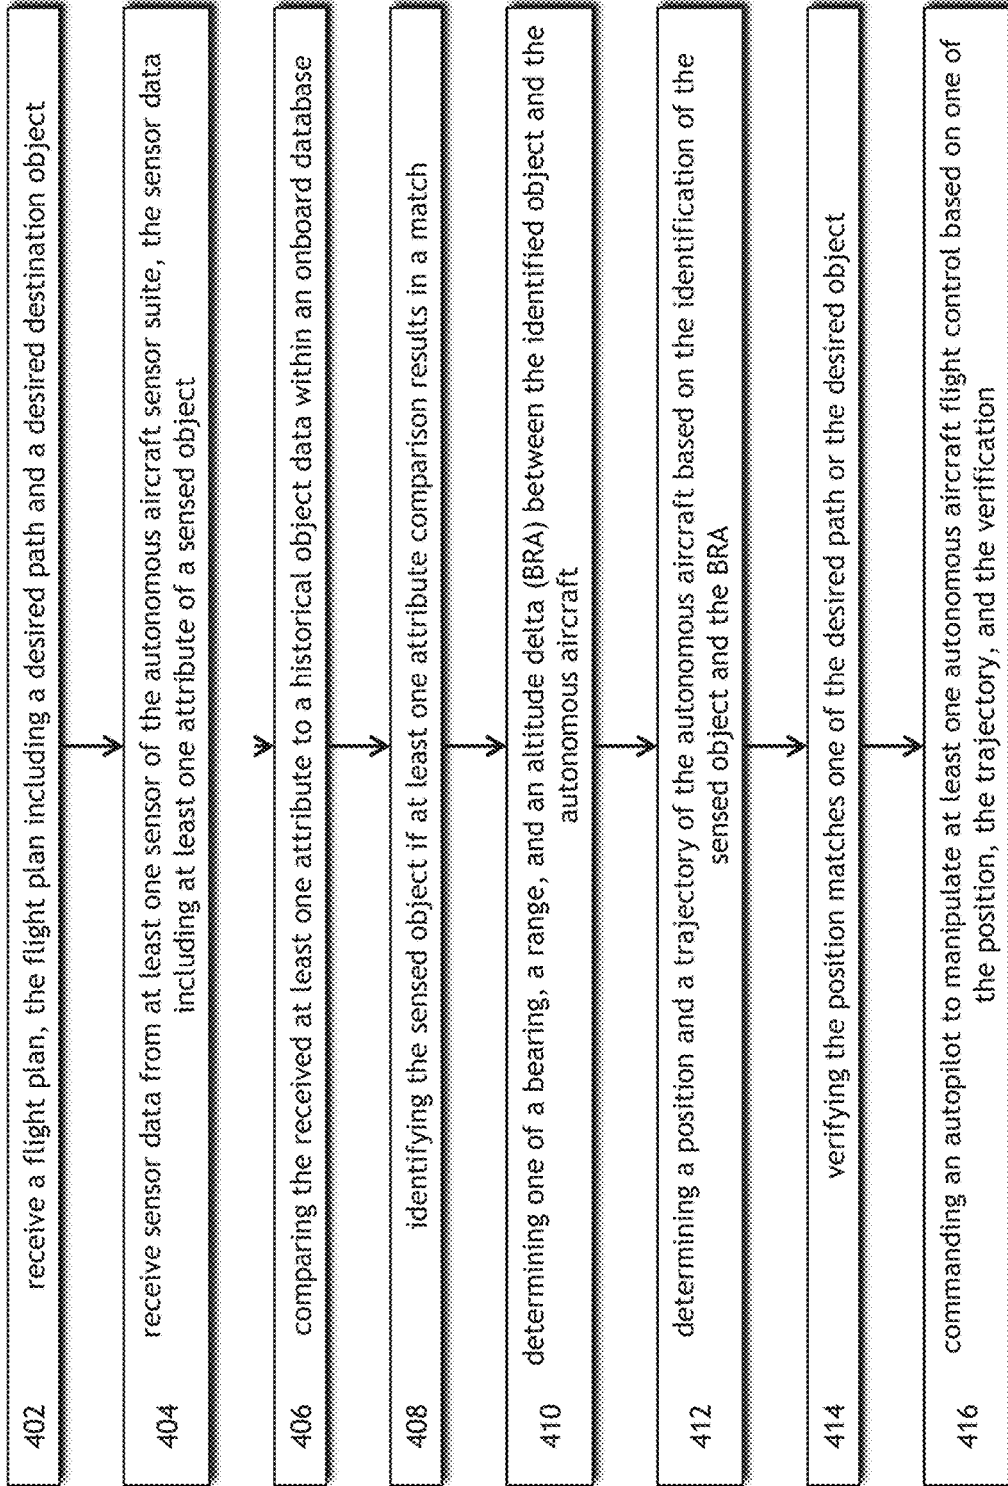 402 receive a flight plan, the flight plan including a desired path and a desired destination object
404 receive sensor data from at least one sensor of the autonomous aircraft sensor suite, the sensor data
including at least one attribute of a sensed object
406 comparing the received at least one attribute to a historical object data within an onboard database
408 identifying the sensed object if at least one attribute comparison results in a match
410 determining one of a bearing, a range, and an altitude delta (BRA) between the identified object and the
autonomous aircraft
412 determining a position and a trajectory of the autonomous aircraft based on the identification of the
sensed object and the BRA
414 verifying the position matches one of the desired path or the desired object
416 commanding an autopilot to manipulate at least one autonomous aircraft flight control based on one of
the position, the trajectory, and the verification